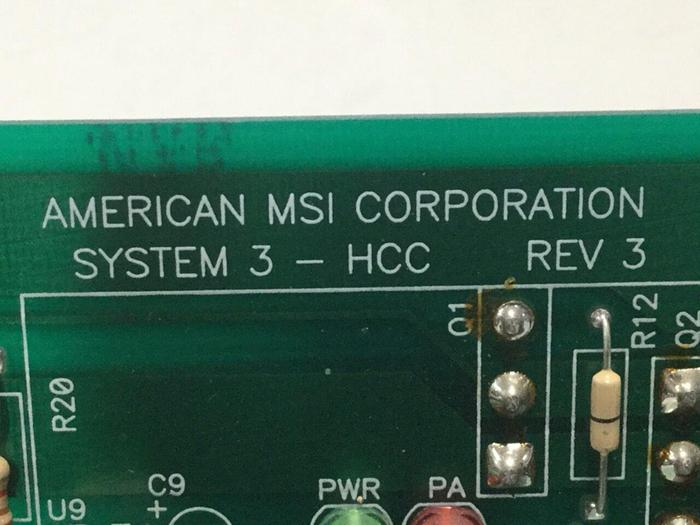 AMERICAN MSI CORPORATION
SYSTEM 3 – HCC REV 3
Q1
R12
Q2
R20
C9
+
U9
PWR
PA